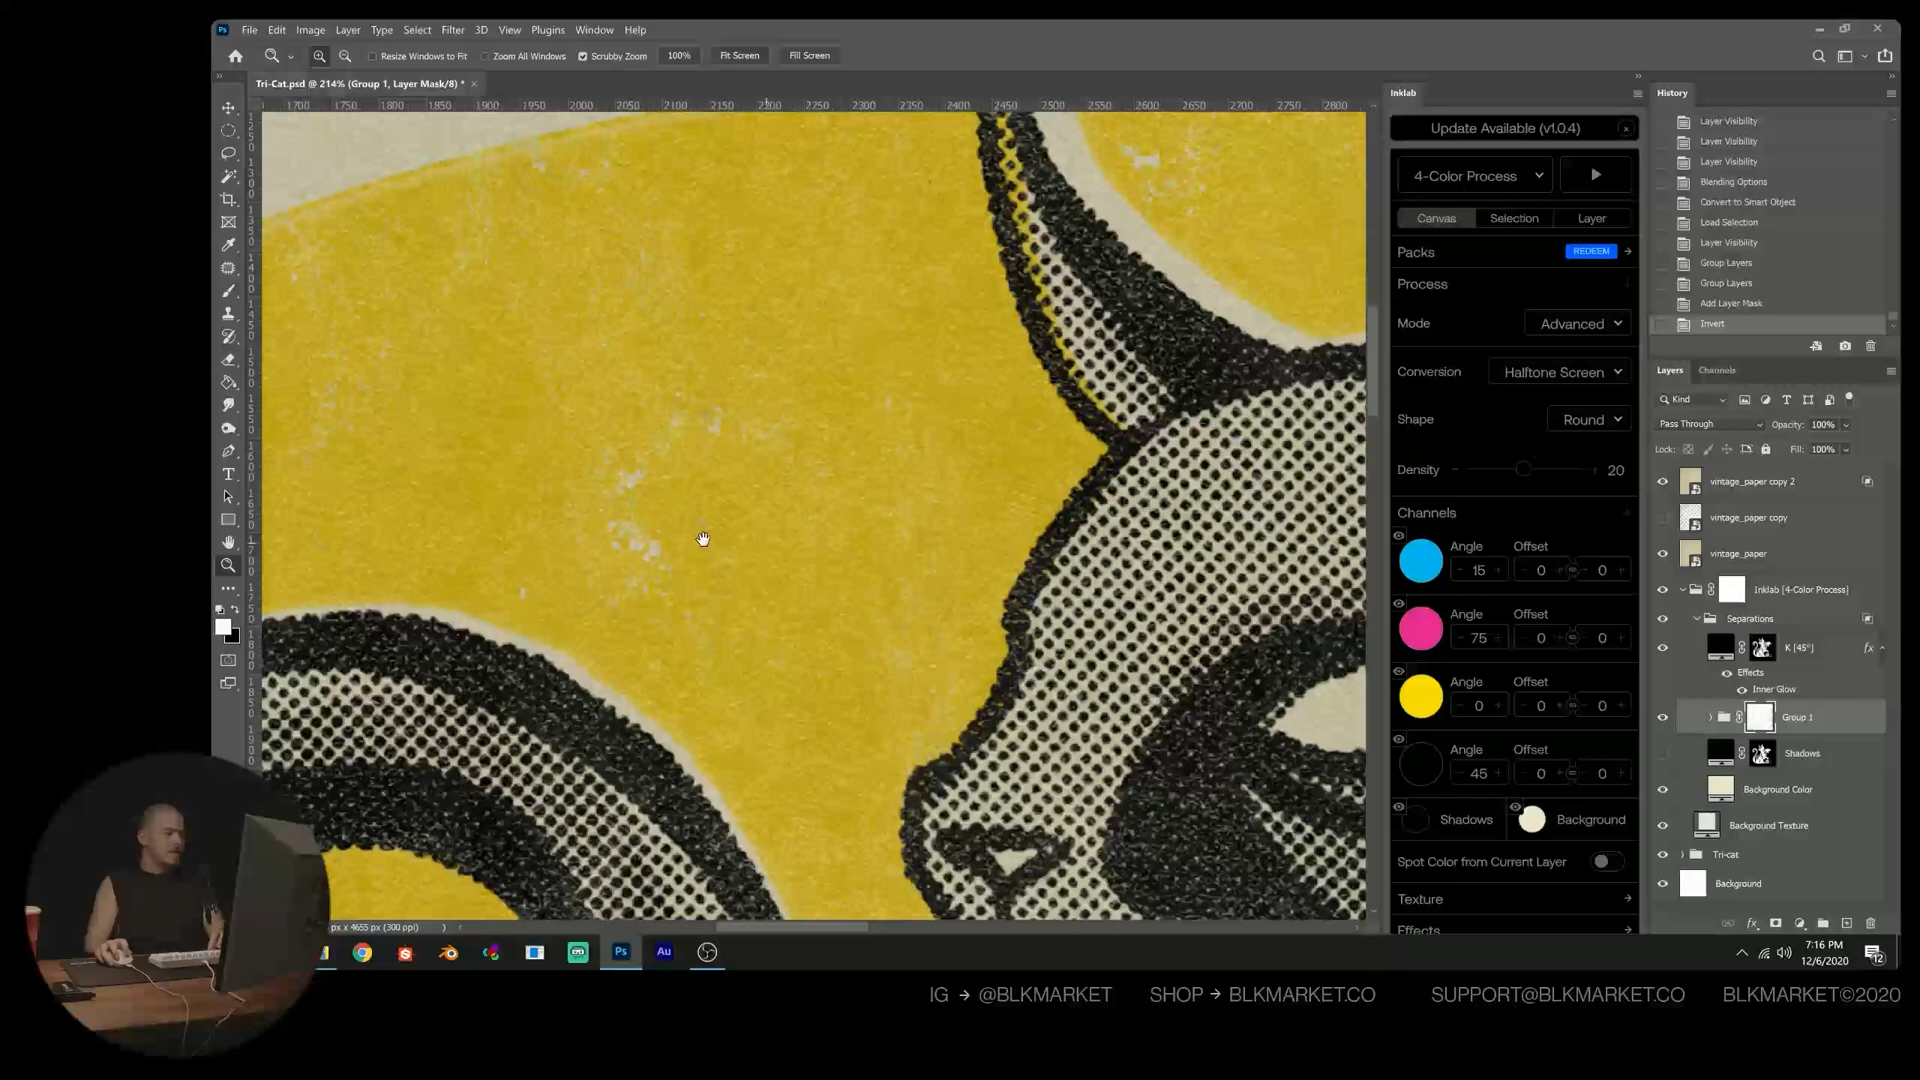 Ps File Edit Image Layer Type Select Filter 3D View Plugins Window Help
Resize Windows to Fit Zoom All Windows Scrubby Zoom 100% Fit Screen Fill Screen
Tri-Cat.psd @ 214% (Group 1, Layer Mask/8) *
1700 1750 1800 1850 1900 1950 2000 2050 2100 2150 2200 2250 2300 2350 2400 2450 2500 2550 2600 2650 2700 2750 2800
Inklab
Update Available (v1.0.4)
4-Color Process
Canvas Selection Layer
Packs REDEEM
Process
Mode Advanced
Conversion Halftone Screen
Shape Round
Density 20
Channels
Angle Offset
15 0 0
Angle Offset
75 0 0
Angle Offset
0 0 0
Angle Offset
45 0 0
Shadows Background
Spot Color from Current Layer
Texture
Effects
History
Layer Visibility
Layer Visibility
Layer Visibility
Blending Options
Convert to Smart Object
Load Selection
Layer Visibility
Group Layers
Group Layers
Add Layer Mask
Invert
Layers Channels
Kind
Pass Through Opacity: 100%
Lock: Fill: 100%
vintage_paper copy 2
vintage_paper copy
vintage_paper
Inklab [4-Color Process]
Separations
K [45°] fx
Effects
Inner Glow
Group 1
Shadows
Background Color
Background Texture
Tri-cat
Background
px x 4655 px (300 ppi)
Ps Au
7:16 PM
12/6/2020
12
IG → @BLKMARKET SHOP → BLKMARKET.CO SUPPORT@BLKMARKET.CO BLKMARKET©2020